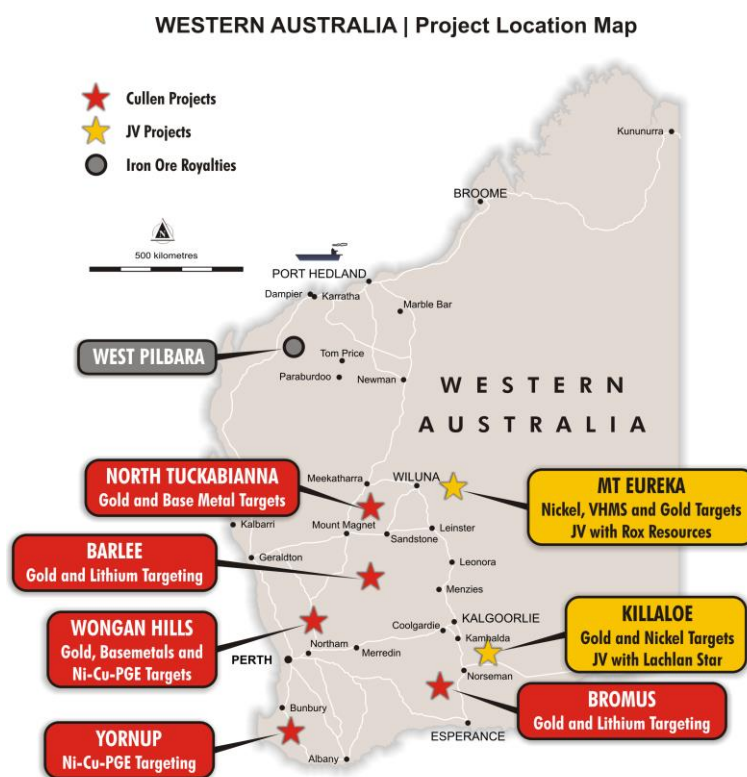 WESTERN AUSTRALIA | Project Location Map
Cullen Projects
JV Projects
Iron Ore Royalties
N
500 kilometres
Kununurra
BROOME
PORT HEDLAND
Dampier
Karratha
Marble Bar
WEST PILBARA
Tom Price
Paraburdoo
Newman
WESTERN
AUSTRALIA
NORTH TUCKABIANNA
Gold and Base Metal Targets
Meekatharra
WILUNA
MT EUREKA
Nickel, VHMS and Gold Targets
JV with Rox Resources
Kalbarri
Mount Magnet
Sandstone
Leinster
BARLEE
Gold and Lithium Targeting
Geraldton
Leonora
Menzies
WONGAN HILLS
Gold, Basemetals and
Ni-Cu-PGE Targets
Coolgardie
KALGOORLIE
Kambalda
KILLALOE
Gold and Nickel Targets
JV with Lachlan Star
PERTH
Northam
Merredin
Norseman
BROMUS
Gold and Lithium Targeting
Bunbury
YORNUP
Ni-Cu-PGE Targeting
Albany
ESPERANCE